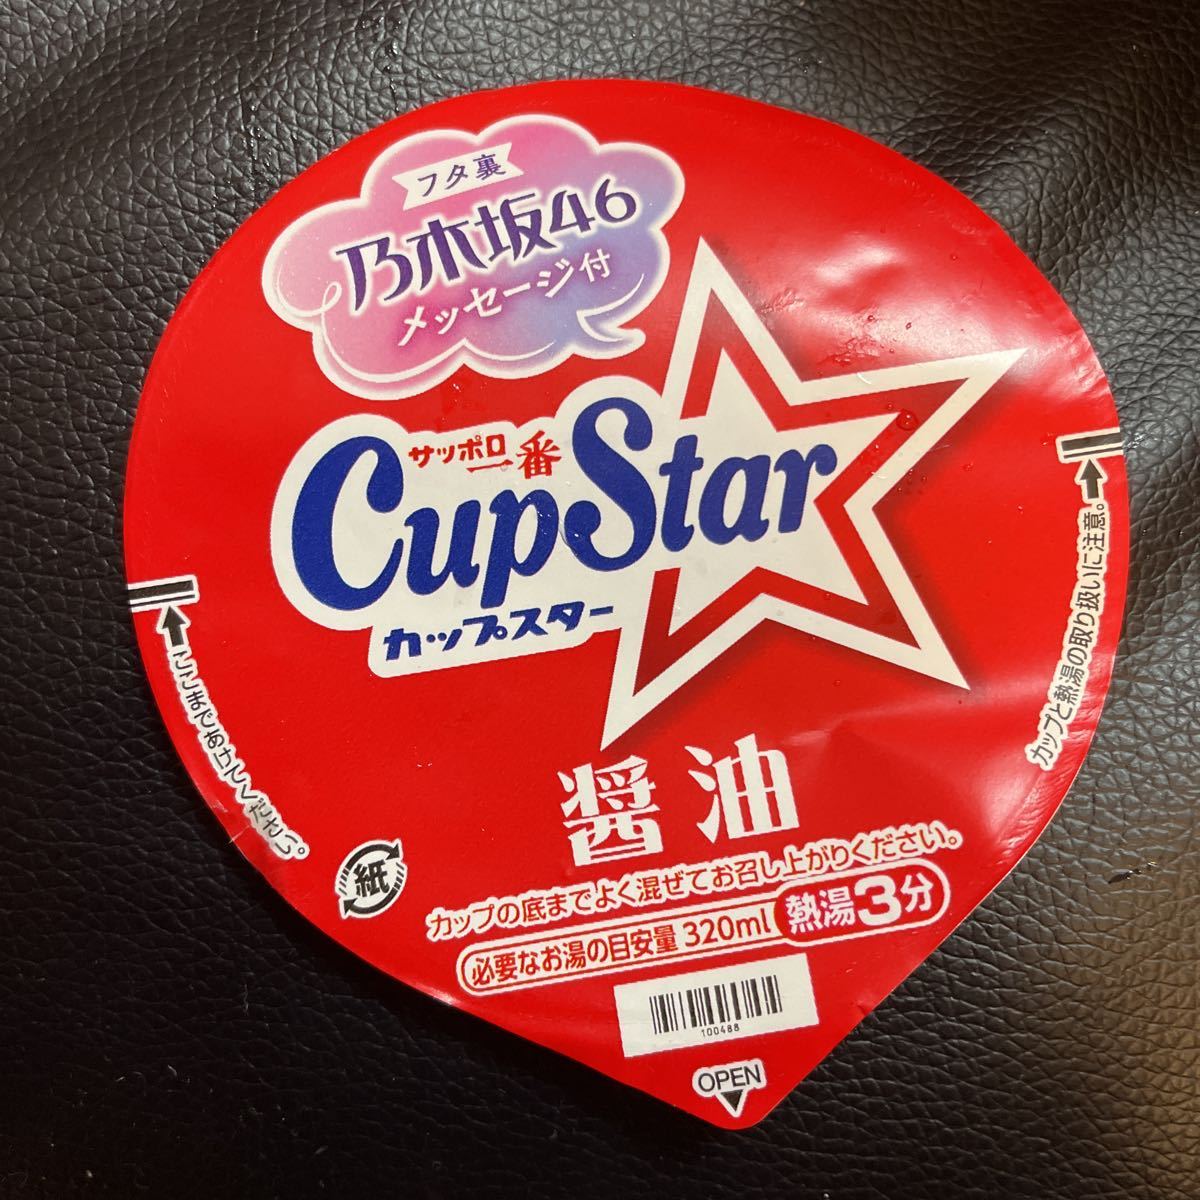 フタ裏
乃木坂46
メッセージ付
サッポロ一番
CupStar
カップスター
カップと熱湯の取り扱いに注意。
ここまであけてください。
紙
醤油
カップの底までよく混ぜてお召し上がりください。
必要なお湯の目安量 320ml 熱湯3分
100488
OPEN